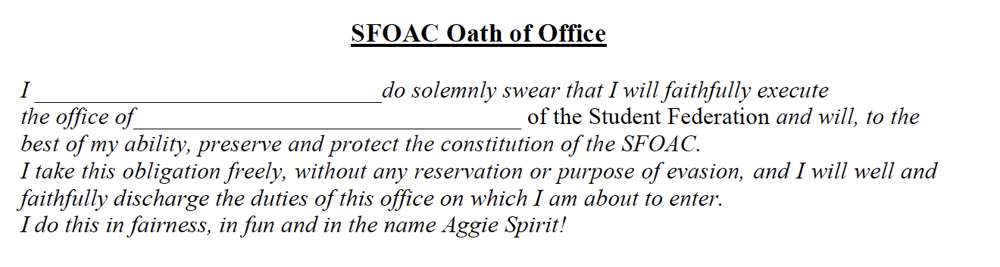 SFOAC Oath of Office
I ______________________________do solemnly swear that I will faithfully execute
the office of__________________________________ of the Student Federation and will, to the
best of my ability, preserve and protect the constitution of the SFOAC.
I take this obligation freely, without any reservation or purpose of evasion, and I will well and
faithfully discharge the duties of this office on which I am about to enter.
I do this in fairness, in fun and in the name Aggie Spirit!